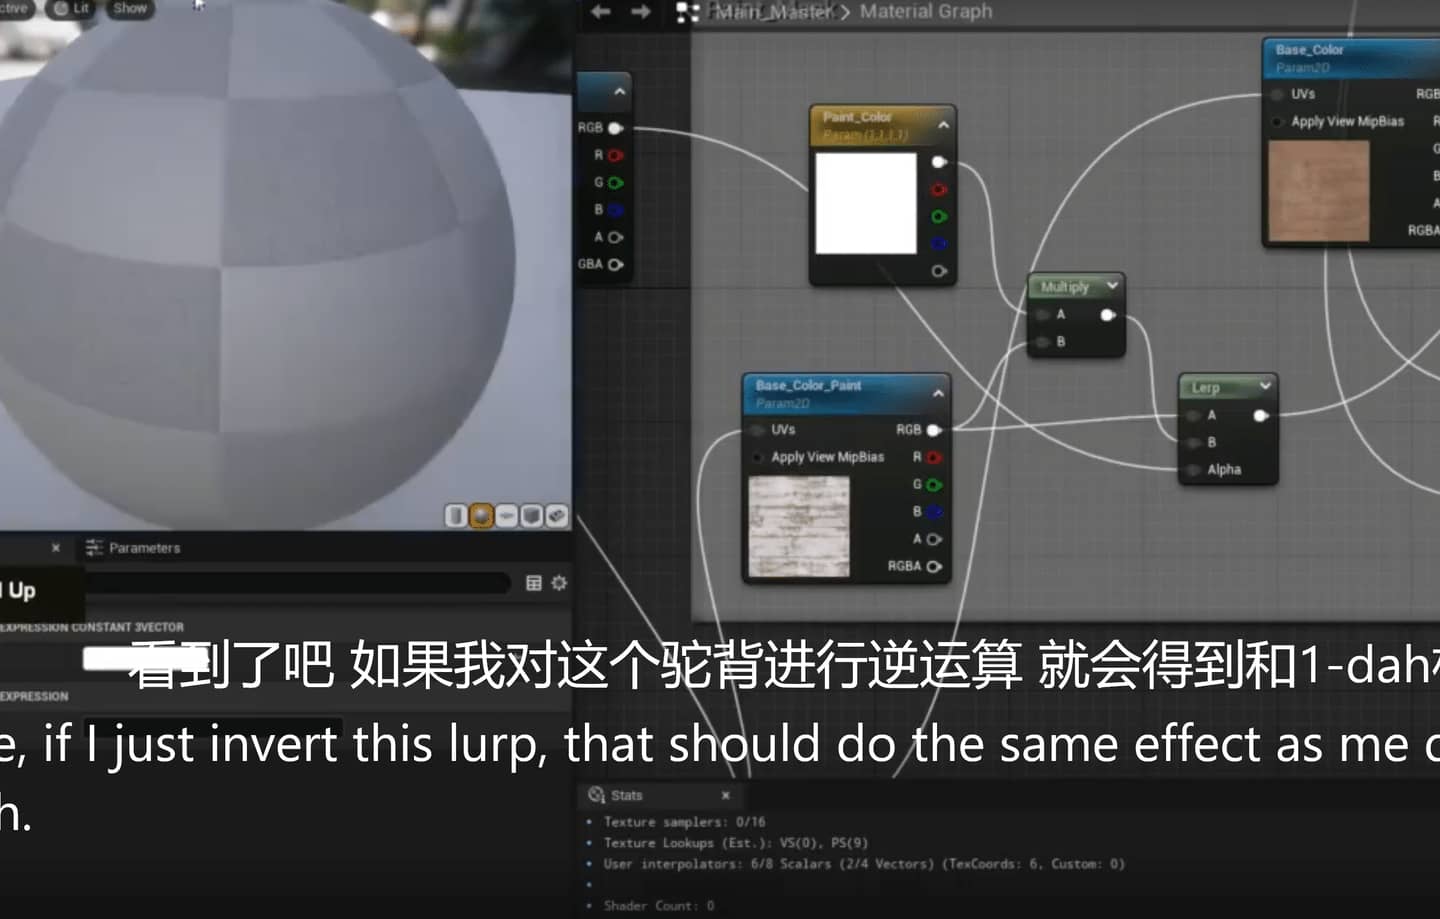 ctive Lit Show
Main_Master > Material Graph
RGB
R
G
B
A
GBA
Paint_Color
Param (1,1,1,1)
Base_Color
Param2D
UVs RGB
Apply View MipBias R
G
B
A
RGBA
Multiply
A
B
Base_Color_Paint
Param2D
UVs RGB
Apply View MipBias R
G
B
A
RGBA
Lerp
A
B
Alpha
Parameters
Up
EXPRESSION CONSTANT 3VECTOR
EXPRESSION
看到了吧 如果我对这个驼背进行逆运算 就会得到和1-dah
e, if I just invert this lurp, that should do the same effect as me
h.
Stats
Texture samplers: 0/16
Texture Lookups (Est.): VS(0), PS(9)
User interpolators: 6/8 Scalars (2/4 Vectors) (TexCoords: 6, Custom: 0)
Shader Count: 0